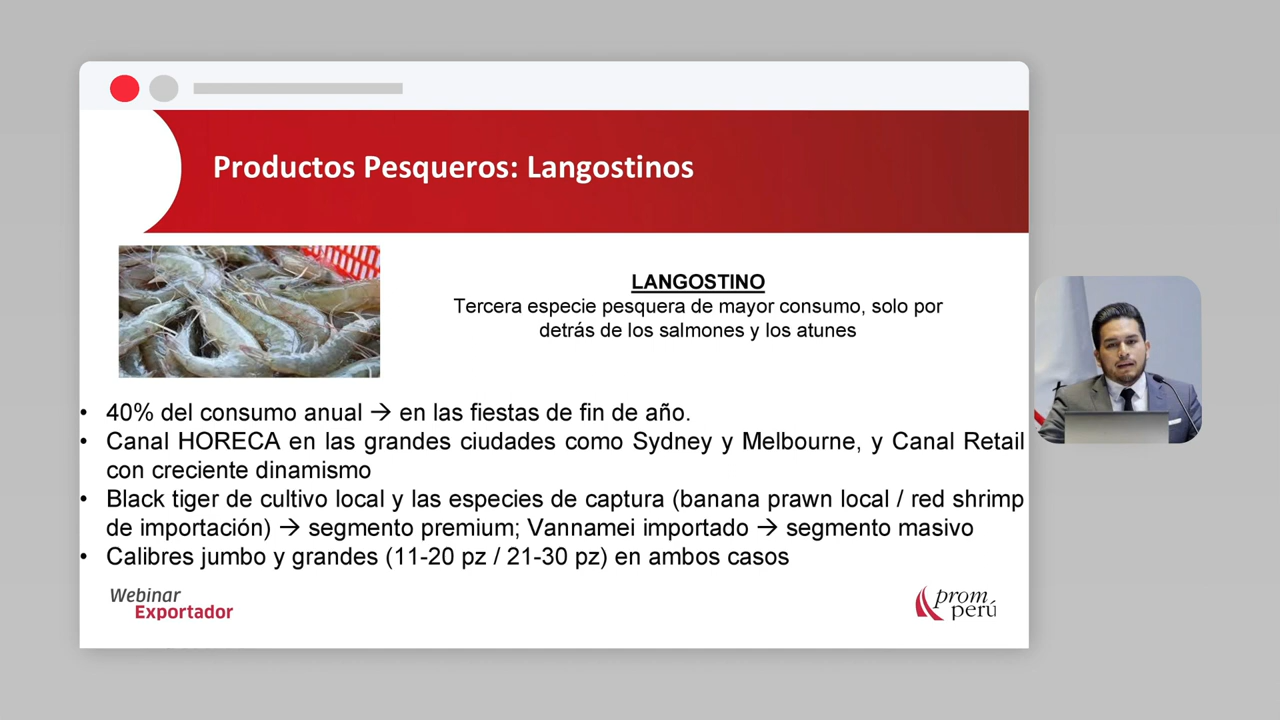 Productos Pesqueros: Langostinos
LANGOSTINO
Tercera especie pesquera de mayor consumo, solo por
detrás de los salmones y los atunes
• 40% del consumo anual → en las fiestas de fin de año.
• Canal HORECA en las grandes ciudades como Sydney y Melbourne, y Canal Retail
con creciente dinamismo
• Black tiger de cultivo local y las especies de captura (banana prawn local / red shrimp
de importación) → segmento premium; Vannamei importado → segmento masivo
• Calibres jumbo y grandes (11-20 pz / 21-30 pz) en ambos casos
Webinar
Exportador
prom
perú